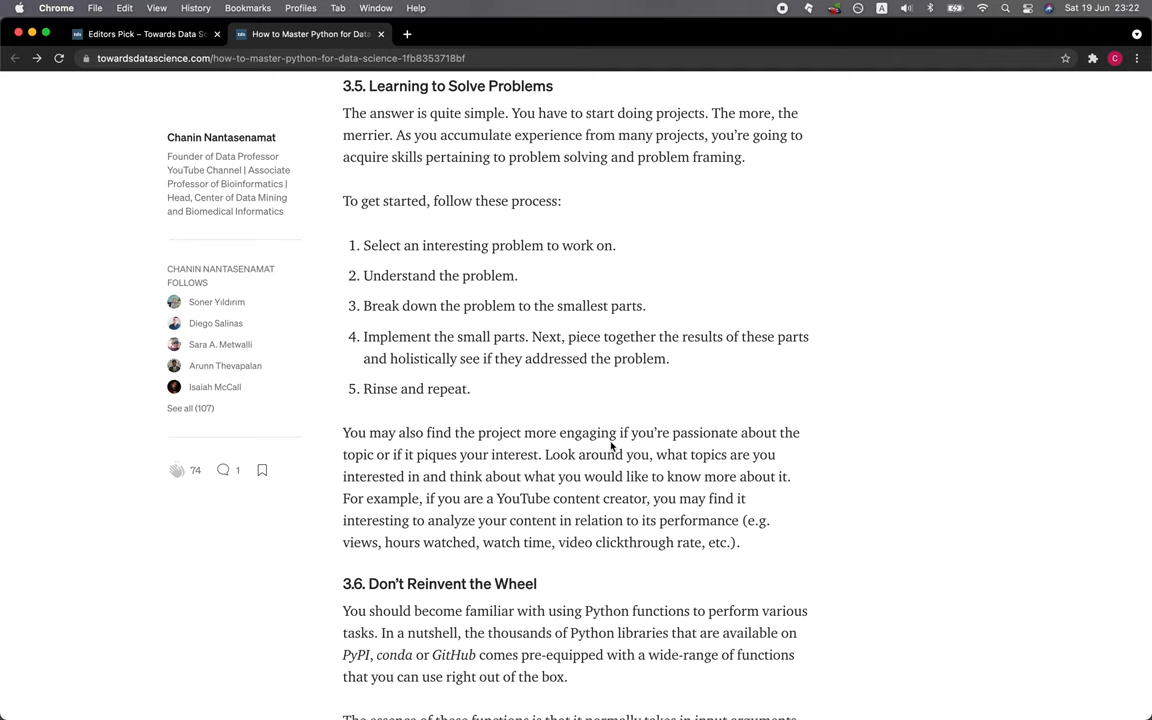 Chrome File Edit View History Bookmarks Profiles Tab Window Help A Sat 19 Jun 23:22
Editors Pick – Towards Data Sc How to Master Python for Data
towardsdatascience.com/how-to-master-python-for-data-science-1fb8353718bf C
Chanin Nantasenamat
Founder of Data Professor
YouTube Channel | Associate
Professor of Bioinformatics |
Head, Center of Data Mining
and Biomedical Informatics
CHANIN NANTASENAMAT
FOLLOWS
Soner Yıldırım
Diego Salinas
Sara A. Metwalli
Arunn Thevapalan
Isaiah McCall
See all (107)
74 1
3.5. Learning to Solve Problems
The answer is quite simple. You have to start doing projects. The more, the
merrier. As you accumulate experience from many projects, you’re going to
acquire skills pertaining to problem solving and problem framing.
To get started, follow these process:
1. Select an interesting problem to work on.
2. Understand the problem.
3. Break down the problem to the smallest parts.
4. Implement the small parts. Next, piece together the results of these parts
and holistically see if they addressed the problem.
5. Rinse and repeat.
You may also find the project more engaging if you’re passionate about the
topic or if it piques your interest. Look around you, what topics are you
interested in and think about what you would like to know more about it.
For example, if you are a YouTube content creator, you may find it
interesting to analyze your content in relation to its performance (e.g.
views, hours watched, watch time, video clickthrough rate, etc.).
3.6. Don’t Reinvent the Wheel
You should become familiar with using Python functions to perform various
tasks. In a nutshell, the thousands of Python libraries that are available on
PyPI, conda or GitHub comes pre-equipped with a wide-range of functions
that you can use right out of the box.
The essence of these functions is that it normally takes in input arguments